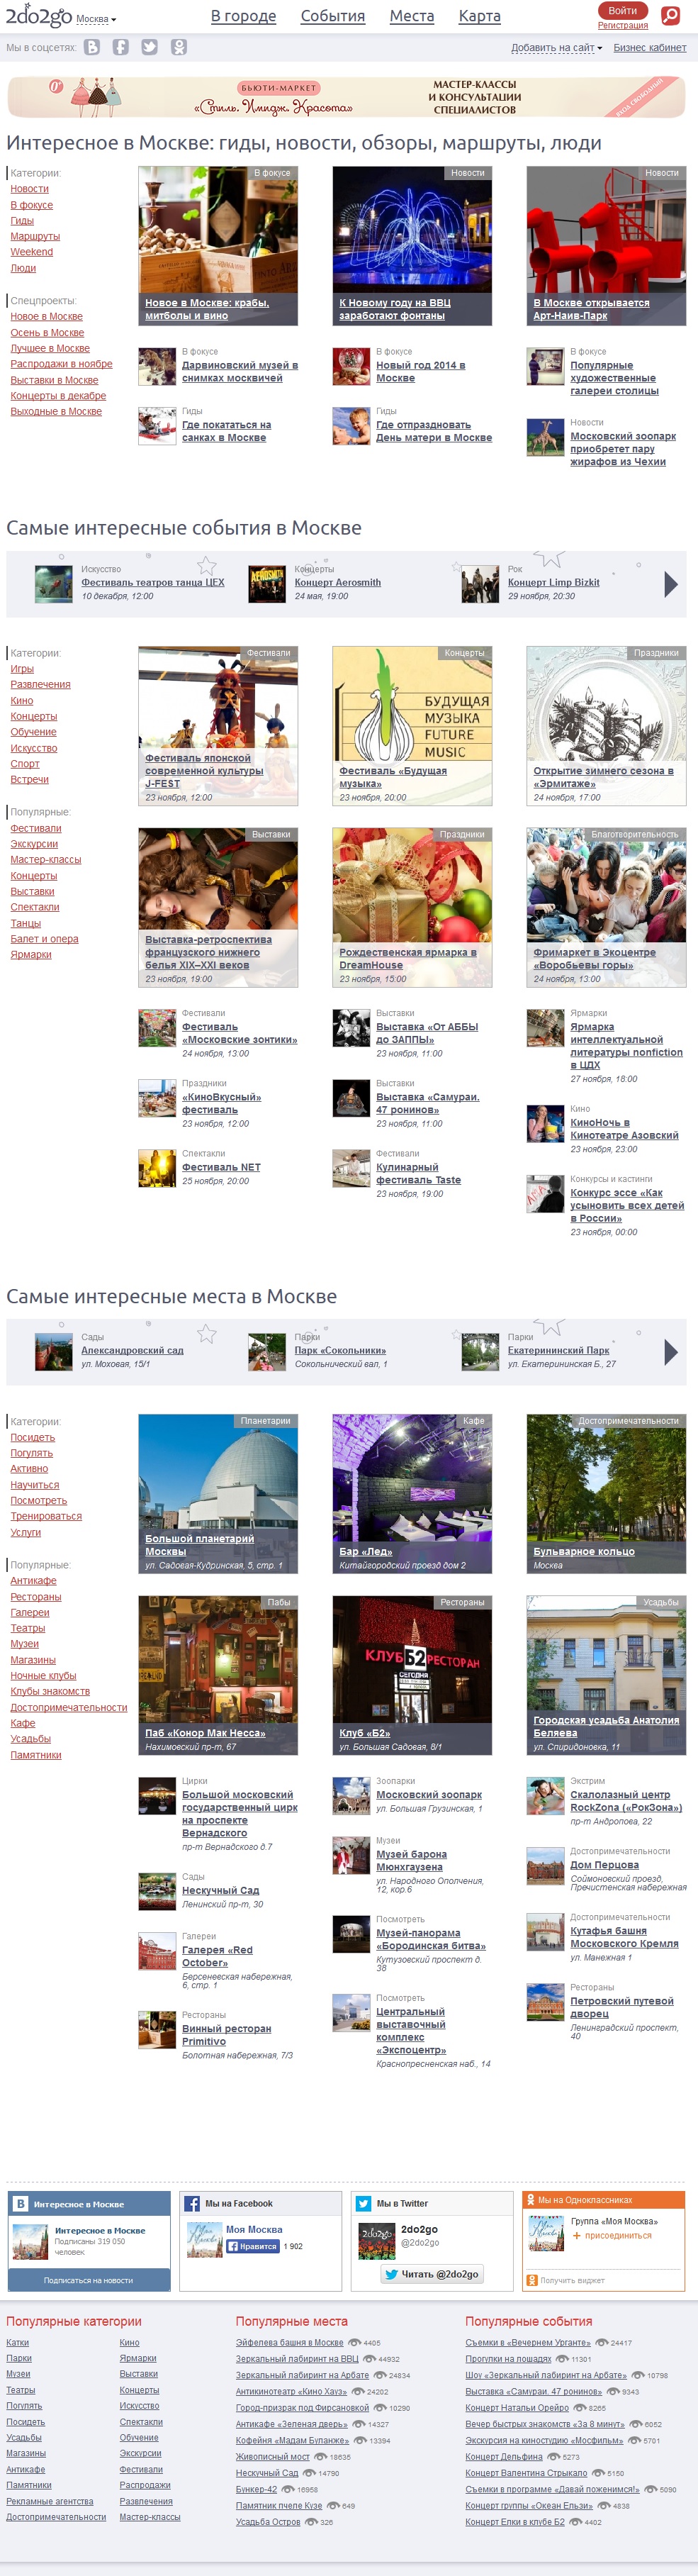 2do2go
Москва
В городе События Места Карта
Войти
Регистрация
Мы в соцсетях:
Добавить на сайт Бизнес кабинет
БЬЮТИ-МАРКЕТ
«Стиль. Имидж. Красота»
МАСТЕР-КЛАССЫ
И КОНСУЛЬТАЦИИ
СПЕЦИАЛИСТОВ
ВХОД СВОБОДНЫЙ
Интересное в Москве: гиды, новости, обзоры, маршруты, люди
Категории:
Новости
В фокусе
Гиды
Маршруты
Weekend
Люди
Спецпроекты:
Новое в Москве
Осень в Москве
Лучшее в Москве
Распродажи в ноябре
Выставки в Москве
Концерты в декабре
Выходные в Москве
В фокусе
Новое в Москве: крабы,
митболы и вино
Новости
К Новому году на ВВЦ
заработают фонтаны
Новости
В Москве открывается
Арт-Наив-Парк
В фокусе
Дарвиновский музей в
снимках москвичей
Гиды
Где покататься на
санках в Москве
В фокусе
Новый год 2014 в
Москве
Гиды
Где отпраздновать
День матери в Москве
В фокусе
Популярные
художественные
галереи столицы
Новости
Московский зоопарк
приобретет пару
жирафов из Чехии
Самые интересные события в Москве
Искусство
Фестиваль театров танца ЦЕХ
10 декабря, 12:00
Концерты
Концерт Aerosmith
24 мая, 19:00
Рок
Концерт Limp Bizkit
29 ноября, 20:30
Категории:
Игры
Развлечения
Кино
Концерты
Обучение
Искусство
Спорт
Встречи
Популярные:
Фестивали
Экскурсии
Мастер-классы
Концерты
Выставки
Спектакли
Танцы
Балет и опера
Ярмарки
Фестивали
Фестиваль японской
современной культуры
J-FEST
23 ноября, 12:00
Концерты
БУДУЩАЯ
МУЗЫКА
FUTURE
MUSIC
Фестиваль «Будущая
музыка»
23 ноября, 20:00
Праздники
Открытие зимнего сезона в
«Эрмитаже»
24 ноября, 17:00
Выставки
Выставка-ретроспектива
французского нижнего
белья XIX–XXI веков
23 ноября, 19:00
Праздники
Рождественская ярмарка в
DreamHouse
23 ноября, 15:00
Благотворительность
Фримаркет в Экоцентре
«Воробьевы горы»
24 ноября, 13:00
Фестивали
Фестиваль
«Московские зонтики»
24 ноября, 13:00
Праздники
«КиноВкусный»
фестиваль
23 ноября, 12:00
Спектакли
Фестиваль NET
25 ноября, 20:00
Выставки
Выставка «От АББЫ
до ЗАППЫ»
23 ноября, 11:00
Выставки
Выставка «Самураи.
47 ронинов»
23 ноября, 11:00
Фестивали
Кулинарный
фестиваль Taste
23 ноября, 19:00
Ярмарки
Ярмарка
интеллектуальной
литературы nonfiction
в ЦДХ
27 ноября, 18:00
Кино
КиноНочь в
Кинотеатре Азовский
23 ноября, 23:00
Конкурсы и кастинги
Конкурс эссе «Как
усыновить всех детей
в России»
23 ноября, 00:00
Самые интересные места в Москве
Сады
Александровский сад
ул. Моховая, 15/1
Парки
Парк «Сокольники»
Сокольнический вал, 1
Парки
Екатерининский Парк
ул. Екатерининская Б., 27
Категории:
Посидеть
Погулять
Активно
Научиться
Посмотреть
Тренироваться
Услуги
Популярные:
Антикафе
Рестораны
Галереи
Театры
Музеи
Магазины
Ночные клубы
Клубы знакомств
Достопримечательности
Кафе
Усадьбы
Памятники
Планетарии
Большой планетарий
Москвы
ул. Садовая-Кудринская, 5, стр. 1
Кафе
Бар «Лед»
Китайгородский проезд дом 2
Достопримечательности
Бульварное кольцо
Москва
Пабы
Паб «Конор Мак Несса»
Нахимовский пр-т, 67
Рестораны
КЛУБ Б2 РЕСТОРАН
СЕГОДНЯ
Клуб «Б2»
ул. Большая Садовая, 8/1
Усадьбы
Городская усадьба Анатолия
Беляева
ул. Спиридоновка, 11
Цирки
Большой московский
государственный цирк
на проспекте
Вернадского
пр-т Вернадского д.7
Сады
Нескучный Сад
Ленинский пр-т, 30
Галереи
Галерея «Red
October»
Берсеневская набережная,
6, стр. 1
Рестораны
Винный ресторан
Primitivo
Болотная набережная, 7/3
Зоопарки
Московский зоопарк
ул. Большая Грузинская, 1
Музеи
Музей барона
Мюнхгаузена
ул. Народного Ополчения,
12, кор.6
Посмотреть
Музей-панорама
«Бородинская битва»
Кутузовский проспект д.
38
Посмотреть
Центральный
выставочный
комплекс
«Экспоцентр»
Краснопресненская наб., 14
Экстрим
Скалолазный центр
RockZona («РокЗона»)
пр-т Андропова, 22
Достопримечательности
Дом Перцова
Соймоновский проезд,
Пречистенская набережная
Достопримечательности
Кутафья башня
Московского Кремля
ул. Манежная 1
Рестораны
Петровский путевой
дворец
Ленинградский проспект,
40
Интересное в Москве
Интересное в Москве
Подписаны 319 050
человек
Подписаться на новости
Мы на Facebook
Моя Москва
Нравится 1 902
Мы в Twitter
2do2go
@2do2go
Читать @2do2go
Мы на Одноклассниках
Группа «Моя Москва»
+ присоединиться
Получить виджет
Популярные категории
Катки
Парки
Музеи
Театры
Погулять
Посидеть
Усадьбы
Магазины
Антикафе
Памятники
Рекламные агентства
Достопримечательности
Кино
Ярмарки
Выставки
Концерты
Искусство
Спектакли
Обучение
Экскурсии
Фестивали
Распродажи
Развлечения
Мастер-классы
Популярные места
Эйфелева башня в Москве 4405
Зеркальный лабиринт на ВВЦ 44932
Зеркальный лабиринт на Арбате 24834
Антикинотеатр «Кино Хауз» 24202
Город-призрак под Фирсановкой 10290
Антикафе «Зеленая дверь» 14327
Кофейня «Мадам Буланже» 13394
Живописный мост 18636
Нескучный Сад 14790
Бункер-42 16958
Памятник пчеле Кузе 649
Усадьба Остров 326
Популярные события
Съемки в «Вечернем Урганте» 24417
Прогулки на лошадях 11301
Шоу «Зеркальный лабиринт на Арбате» 10798
Выставка «Самураи. 47 ронинов» 9343
Концерт Натальи Орейро 8265
Вечер быстрых знакомств «За 8 минут» 6052
Экскурсия на киностудию «Мосфильм» 5701
Концерт Дельфина 5273
Концерт Валентина Стрыкало 5150
Съемки в программе «Давай поженимся!» 5090
Концерт группы «Океан Ельзи» 4838
Концерт Елки в клубе Б2 4402